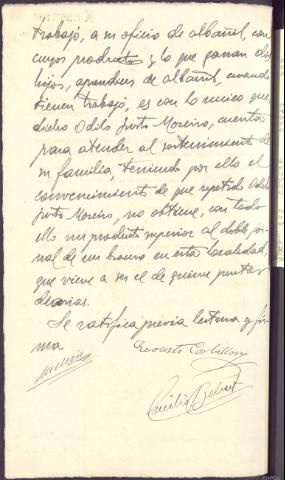 trabajo, a su oficio de albañil, con
cuyos productos y lo que ganan dos
hijos, aprendices de albañil, cuando
tienen trabajo, es con lo unico que,
dicho Odilo Justo Moreiro, cuenta
para atender al sostenimiento de
su familia, teniendo por ello el
convencimiento de que repetido Odilo
Justo Moreiro, no obtiene, con todo
ello un producto superior al doble jor-
nal de un bracero en esta localidad,
que viene a ser el de quince pesetas
diarias.
Se ratifica previa lectura y fir-
ma
Emilio